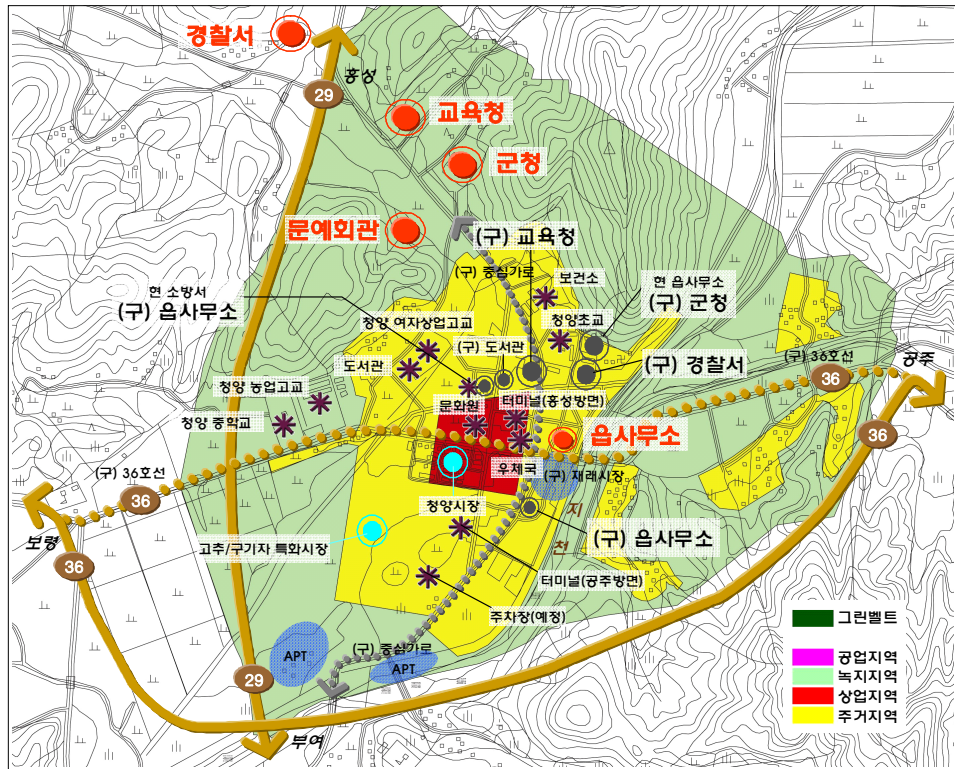 경찰서
홍성
29
교육청
군청
문예회관
(구) 교육청
(구) 중심가로
보건소
현 소방서
(구) 읍사무소
현 읍사무소
(구) 군청
청양 여자상업고교
청양초교
(구) 도서관
도서관
(구) 경찰서
(구) 36호선
공주
36
청양 농업고교
문화원
터미널(홍성방면)
청양 중학교
읍사무소
36
우체국
(구) 재래시장
(구) 36호선
36
청양시장
지
천
(구) 읍사무소
보령
36
고추/구기자 특화시장
터미널(공주방면)
주차장(예정)
그린벨트
(구) 중심가로
APT
APT
공업지역
녹지지역
29
상업지역
주거지역
부여